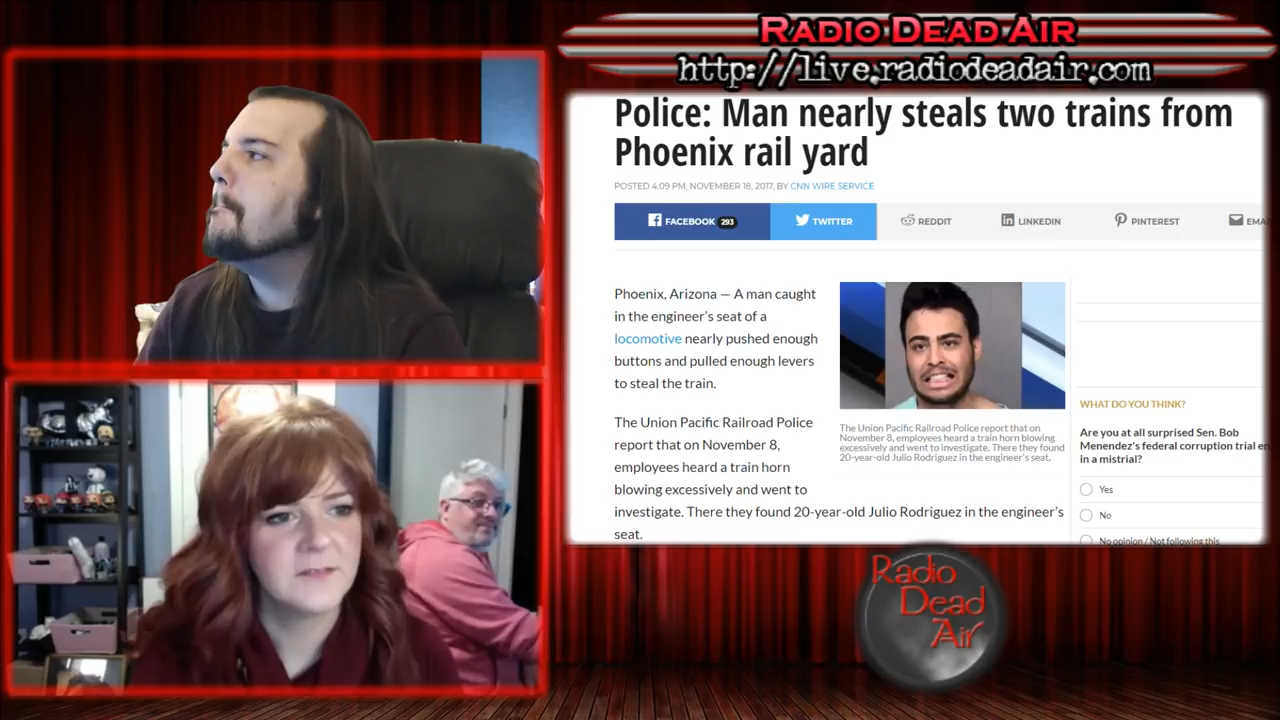 RADIO DEAD AIR
http://live.radiodeadair.com
Police: Man nearly steals two trains from
Phoenix rail yard
POSTED 4:09 PM, NOVEMBER 18, 2017, BY CNN WIRE SERVICE
FACEBOOK 293
TWITTER
REDDIT
LINKEDIN
PINTEREST
EMA
Phoenix, Arizona — A man caught
in the engineer's seat of a
locomotive nearly pushed enough
buttons and pulled enough levers
to steal the train.
The Union Pacific Railroad Police
report that on November 8,
employees heard a train horn
blowing excessively and went to
investigate. There they found 20-year-old Julio Rodriguez in the engineer's
seat.
The Union Pacific Railroad Police report that on
November 8, employees heard a train horn blowing
excessively and went to investigate. There they found
20-year-old Julio Rodriguez in the engineer's seat.
WHAT DO YOU THINK?
Are you at all surprised Sen. Bob
Menendez's federal corruption trial en
in a mistrial?
Yes
No
No opinion / Not following this
Radio
Dead
Air